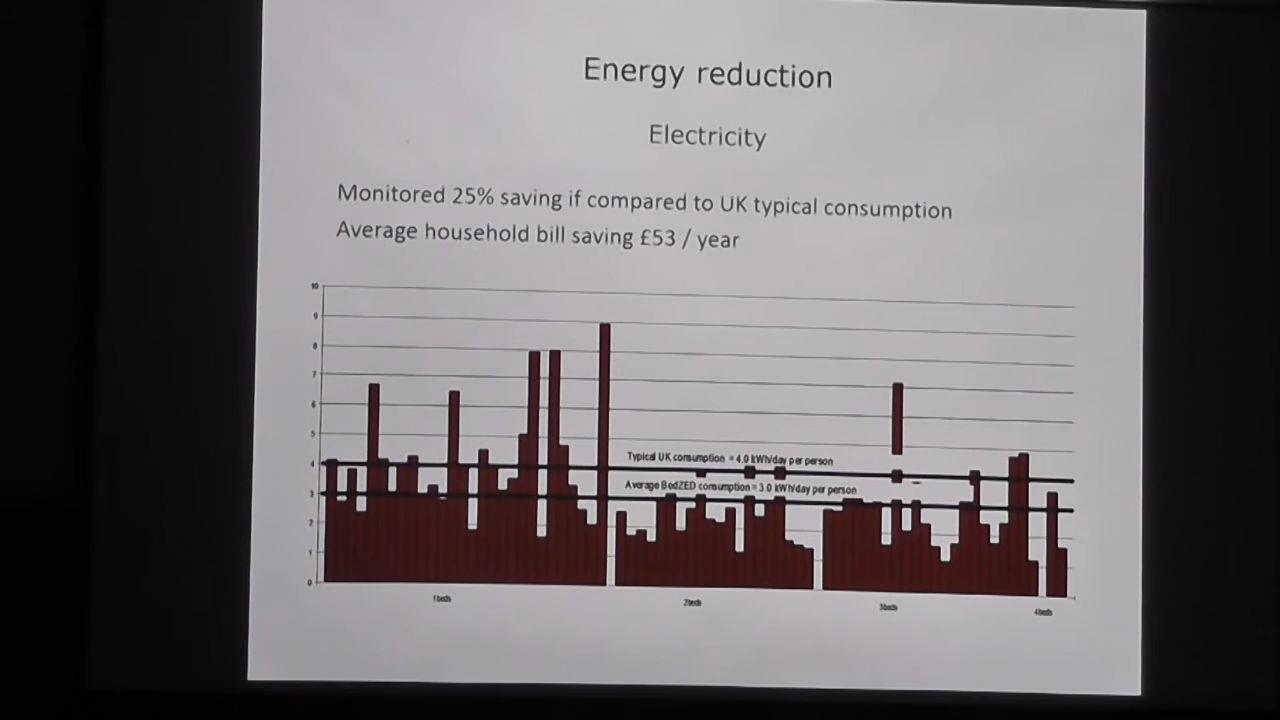 Energy reduction
Electricity
Monitored 25% saving if compared to UK typical consumption
Average household bill saving £53 / year
10
9
8
7
6
5
4
3
2
1
0
Typical UK consumption = 4.0 kWh/day per person
Average BedZED consumption = 3.0 kWh/day per person
1beds
2beds
3beds
4beds